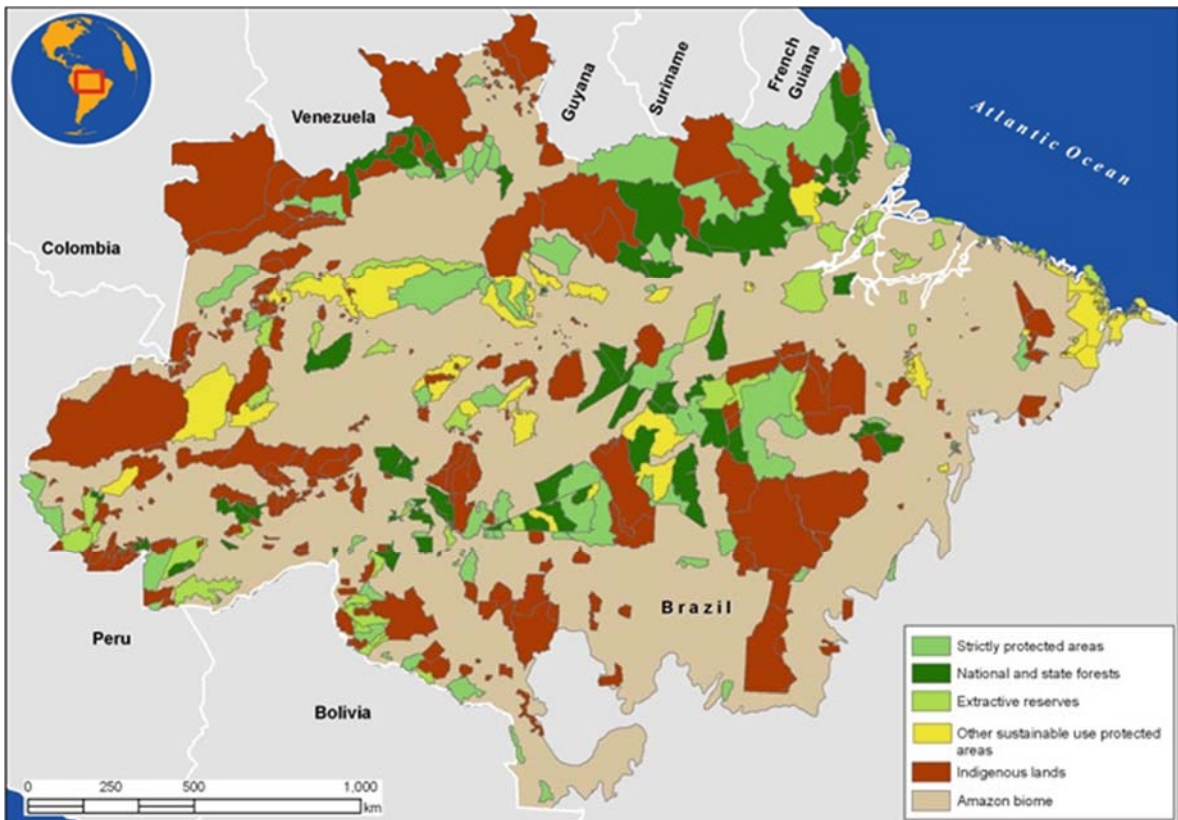 Venezuela
Guyana
Suriname
French
Guiana
Atlantic Ocean
Colombia
Peru
Bolivia
Brazil
0 250 500 1,000
km
Strictly protected areas
National and state forests
Extractive reserves
Other sustainable use protected
areas
Indigenous lands
Amazon biome